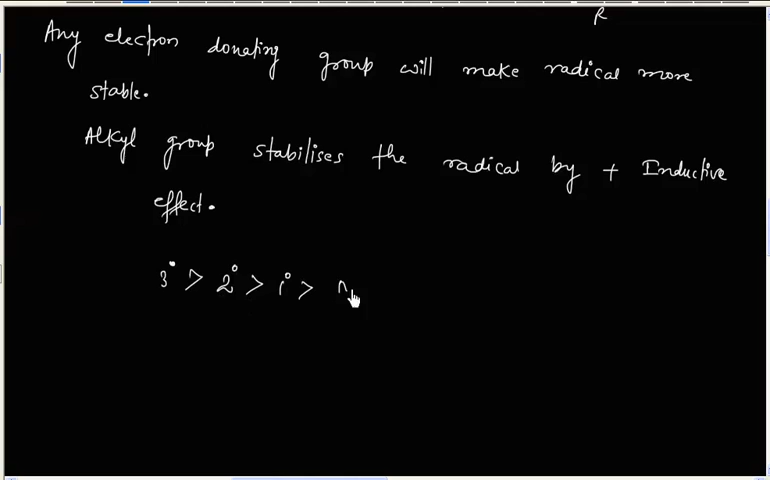 R
Any electron donating group will make radical more
stable.
Alkyl group stabilises the radical by + Inductive
effect.
3° > 2° > 1° >